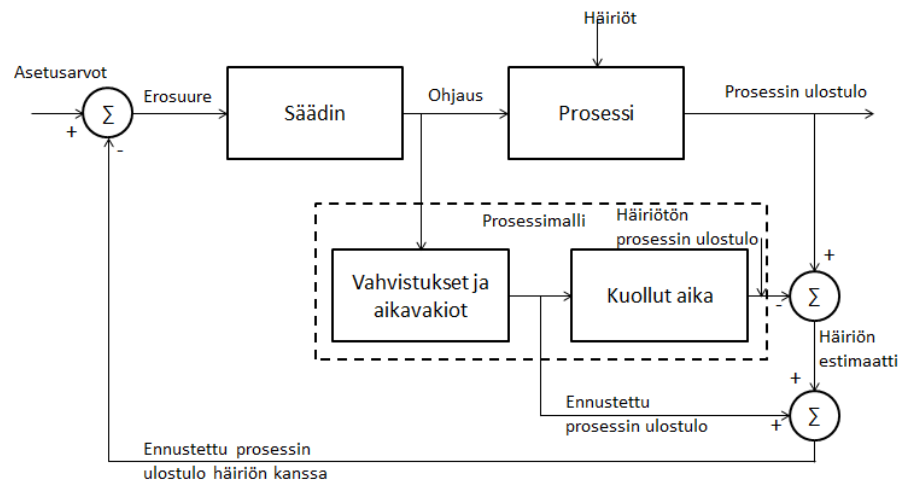 Häiriöt
Asetusarvot
Erosuure
Ohjaus
Prosessin ulostulo
∑
Säädin
Prosessi
+
-
Prosessimalli
Häiriötön
prosessin ulostulo
+
Vahvistukset ja
aikavakiot
Kuollut aika
-
∑
Häiriön
estimaatti
+
Ennustettu
prosessin ulostulo
+
∑
Ennustettu prosessin
ulostulo häiriön kanssa